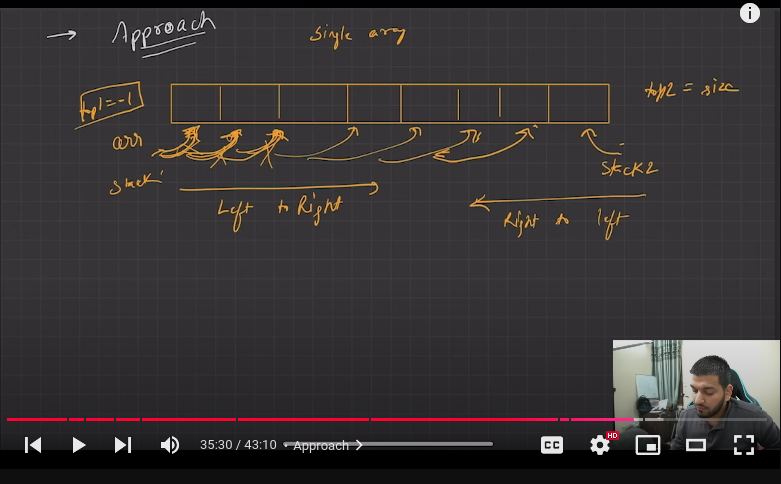 → Approach
Single array
top1 = -1
top2 = size
arr
Stack1
Stack2
Left to Right
Right to left
35:30 / 43:10 • Approach >
CC
HD